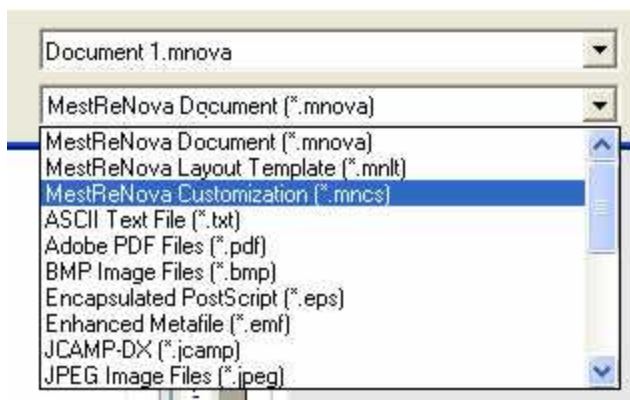 Document 1.mnova
MestReNova Document (*.mnova)
MestReNova Document (*.mnova)
MestReNova Layout Template (*.mnlt)
MestReNova Customization (*.mncs)
ASCII Text File (*.txt)
Adobe PDF Files (*.pdf)
BMP Image Files (*.bmp)
Encapsulated PostScript (*.eps)
Enhanced Metafile (*.emf)
JCAMP-DX (*.jcamp)
JPEG Image Files (*.jpeg)